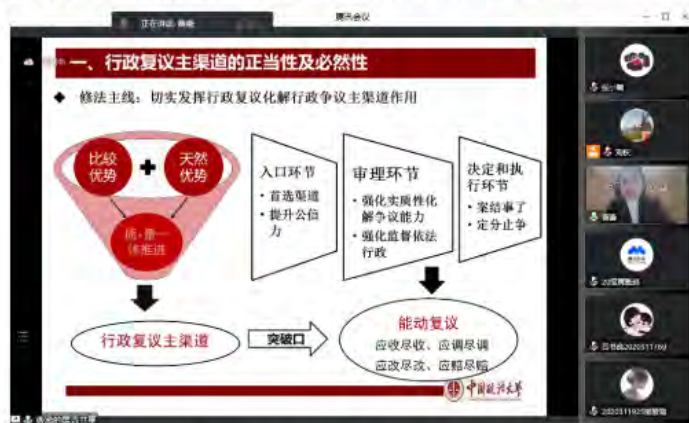 腾讯会议
一、行政复议主渠道的正当性及必然性
◆ 修法主线：切实发挥行政复议化解行政争议主渠道作用
比较
优势
+
天然
优势
入口环节
• 首选渠道
• 提升公信
力
审理环节
• 强化实质性化
解争议能力
• 强化监督依法
行政
决定和执
行环节
• 案结事了
• 定分止争
行政复议主渠道
突破口
能动复议
应收尽收、应调尽调
应改尽改、应赔尽赔
中国政法大学